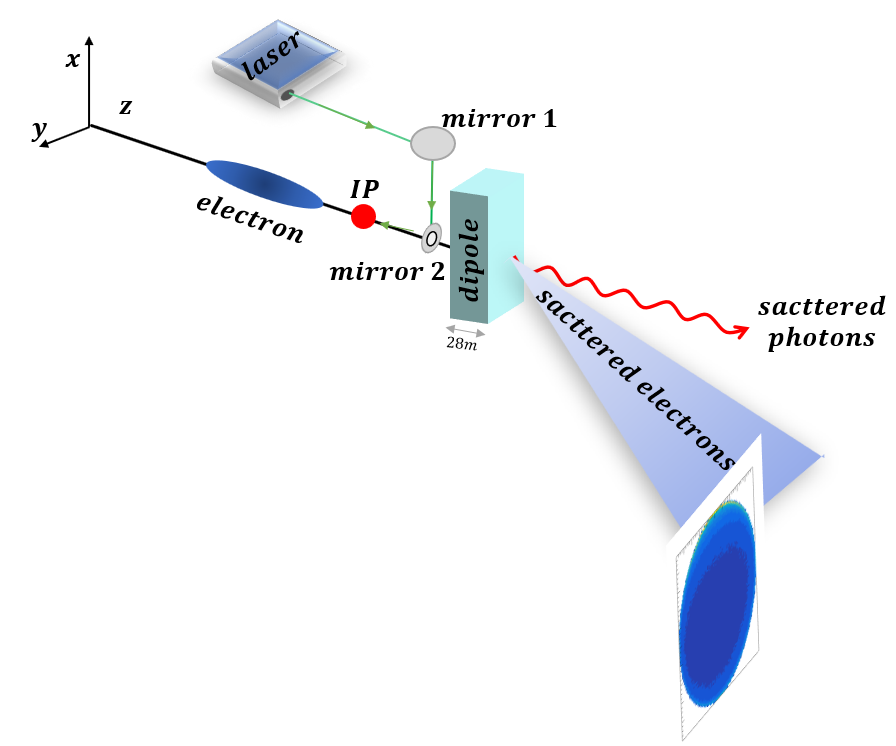 laser
x
z
mirror 1
y
IP
electron
mirror 2
dipole
28m
sacttered
photons
sacttered electrons